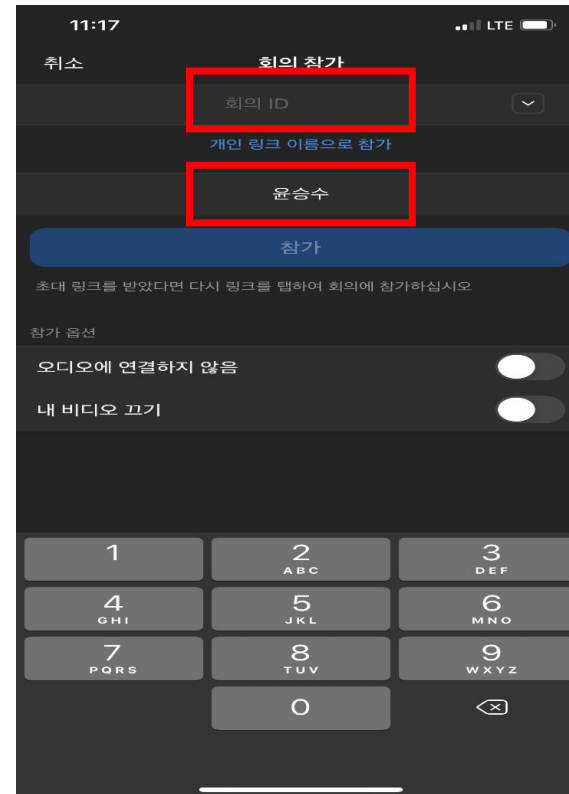 11:17
LTE
취소
회의 참가
회의 ID
개인 링크 이름으로 참가
윤승수
참가
초대 링크를 받았다면 다시 링크를 탭하여 회의에 참가하십시오
참가 옵션
오디오에 연결하지 않음
내 비디오 끄기
1 2 3
ABC DEF
4 5 6
GHI JKL MNO
7 8 9
PQRS TUV WXYZ
0